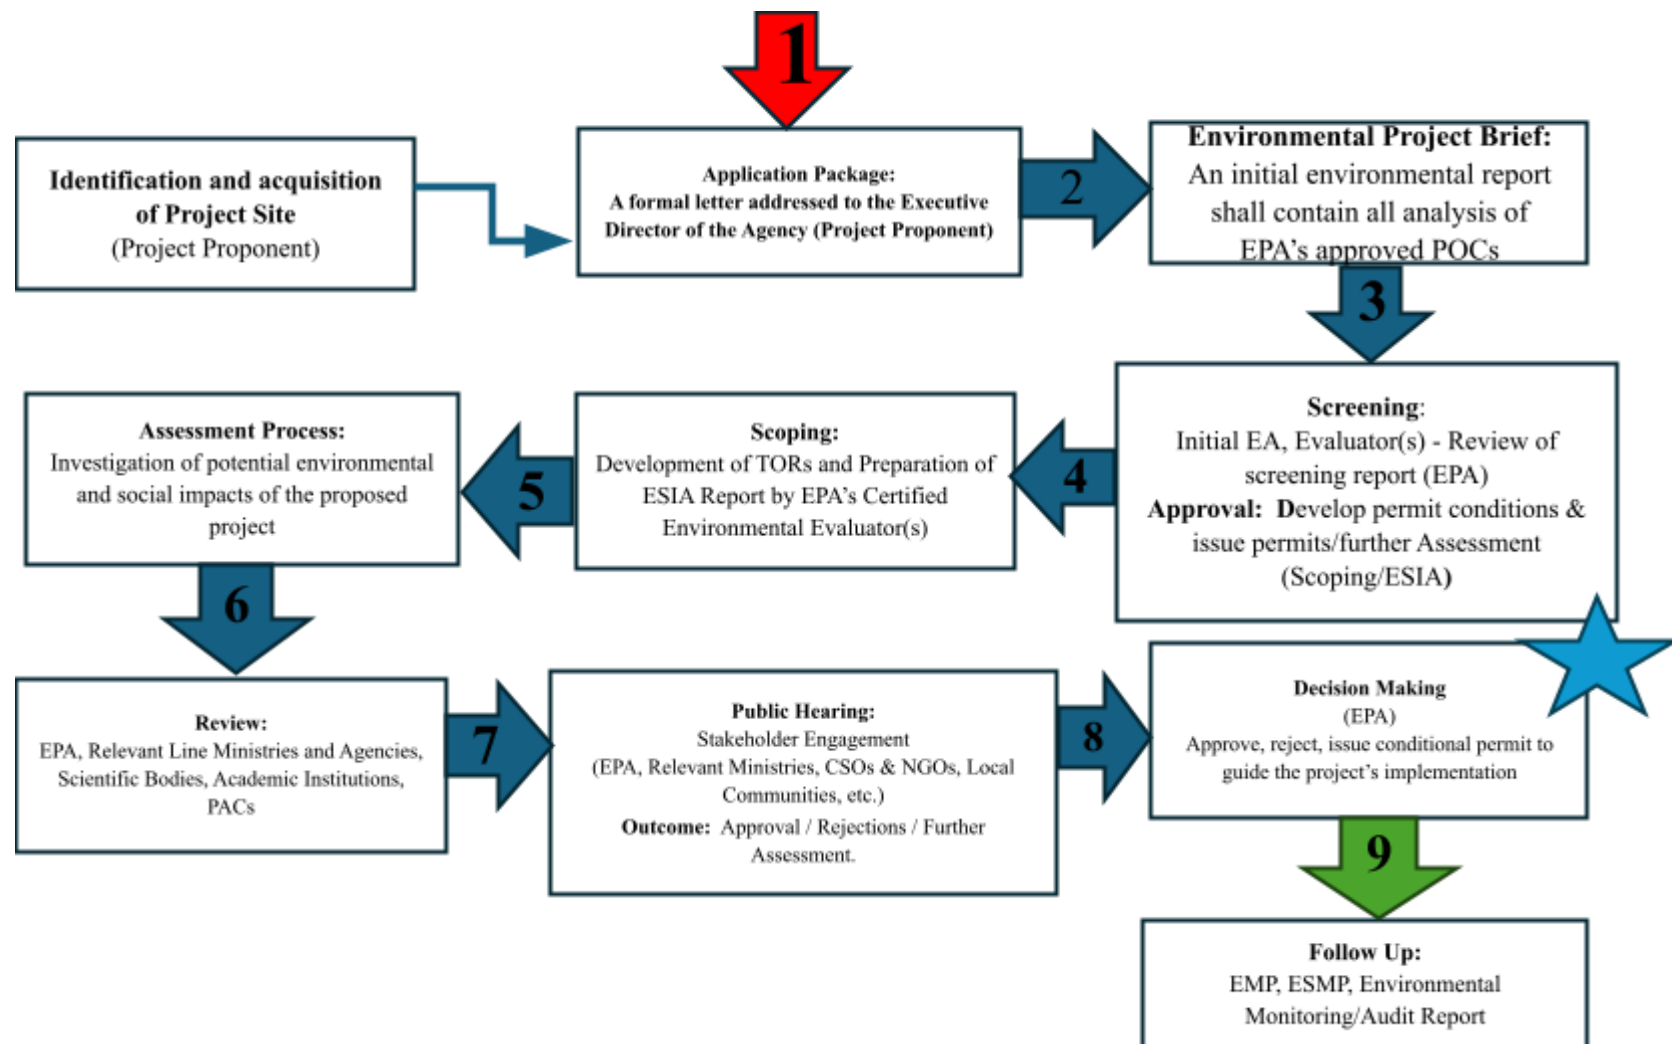 1
Identification and acquisition
of Project Site
(Project Proponent)
Application Package:
A formal letter addressed to the Executive
Director of the Agency (Project Proponent)
2
Environmental Project Brief:
An initial environmental report
shall contain all analysis of
EPA's approved POCs
3
Screening:
Initial EA, Evaluator(s) - Review of
screening report (EPA)
Approval: Develop permit conditions &
issue permits/further Assessment
(Scoping/ESIA)
4
Scoping:
Development of TORs and Preparation of
ESIA Report by EPA's Certified
Environmental Evaluator(s)
5
Assessment Process:
Investigation of potential environmental
and social impacts of the proposed
project
6
Review:
EPA, Relevant Line Ministries and Agencies,
Scientific Bodies, Academic Institutions,
PACs
7
Public Hearing:
Stakeholder Engagement
(EPA, Relevant Ministries, CSOs & NGOs, Local
Communities, etc.)
Outcome: Approval / Rejections / Further
Assessment.
8
Decision Making
(EPA)
Approve, reject, issue conditional permit to
guide the project's implementation
9
Follow Up:
EMP, ESMP, Environmental
Monitoring/Audit Report